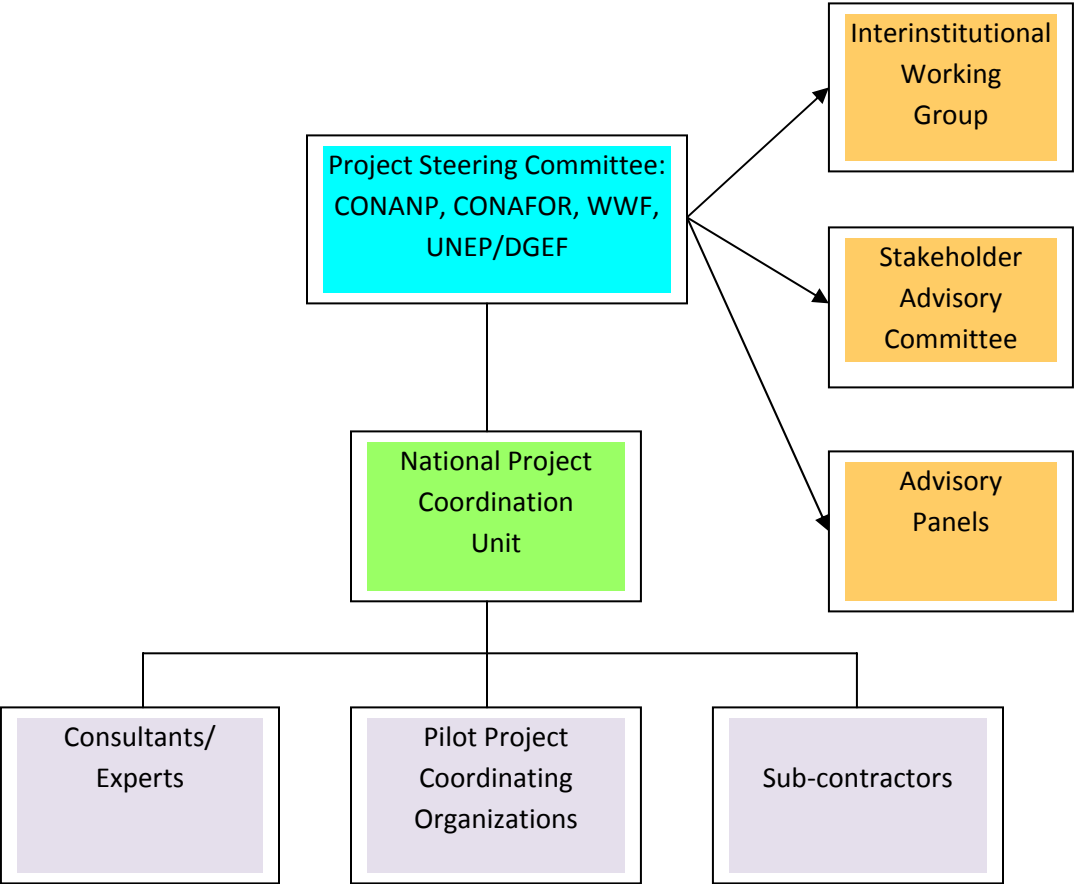 Interinstitutional
Working
Group
Project Steering Committee:
CONANP, CONAFOR, WWF,
UNEP/DGEF
Stakeholder
Advisory
Committee
National Project
Coordination
Unit
Advisory
Panels
Consultants/
Experts
Pilot Project
Coordinating
Organizations
Sub-contractors